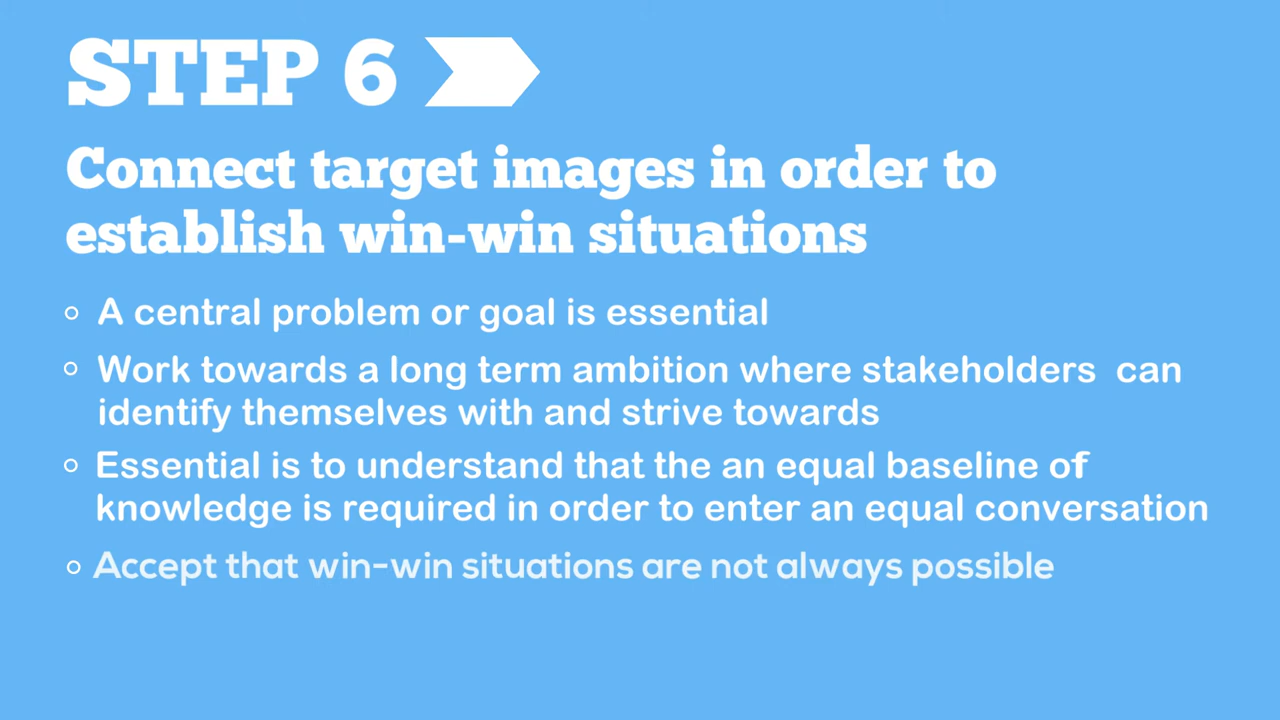 STEP 6
Connect target images in order to
establish win-win situations
A central problem or goal is essential
Work towards a long term ambition where stakeholders  can
identify themselves with and strive towards
Essential is to understand that the an equal baseline of
knowledge is required in order to enter an equal conversation
Accept that win-win situations are not always possible